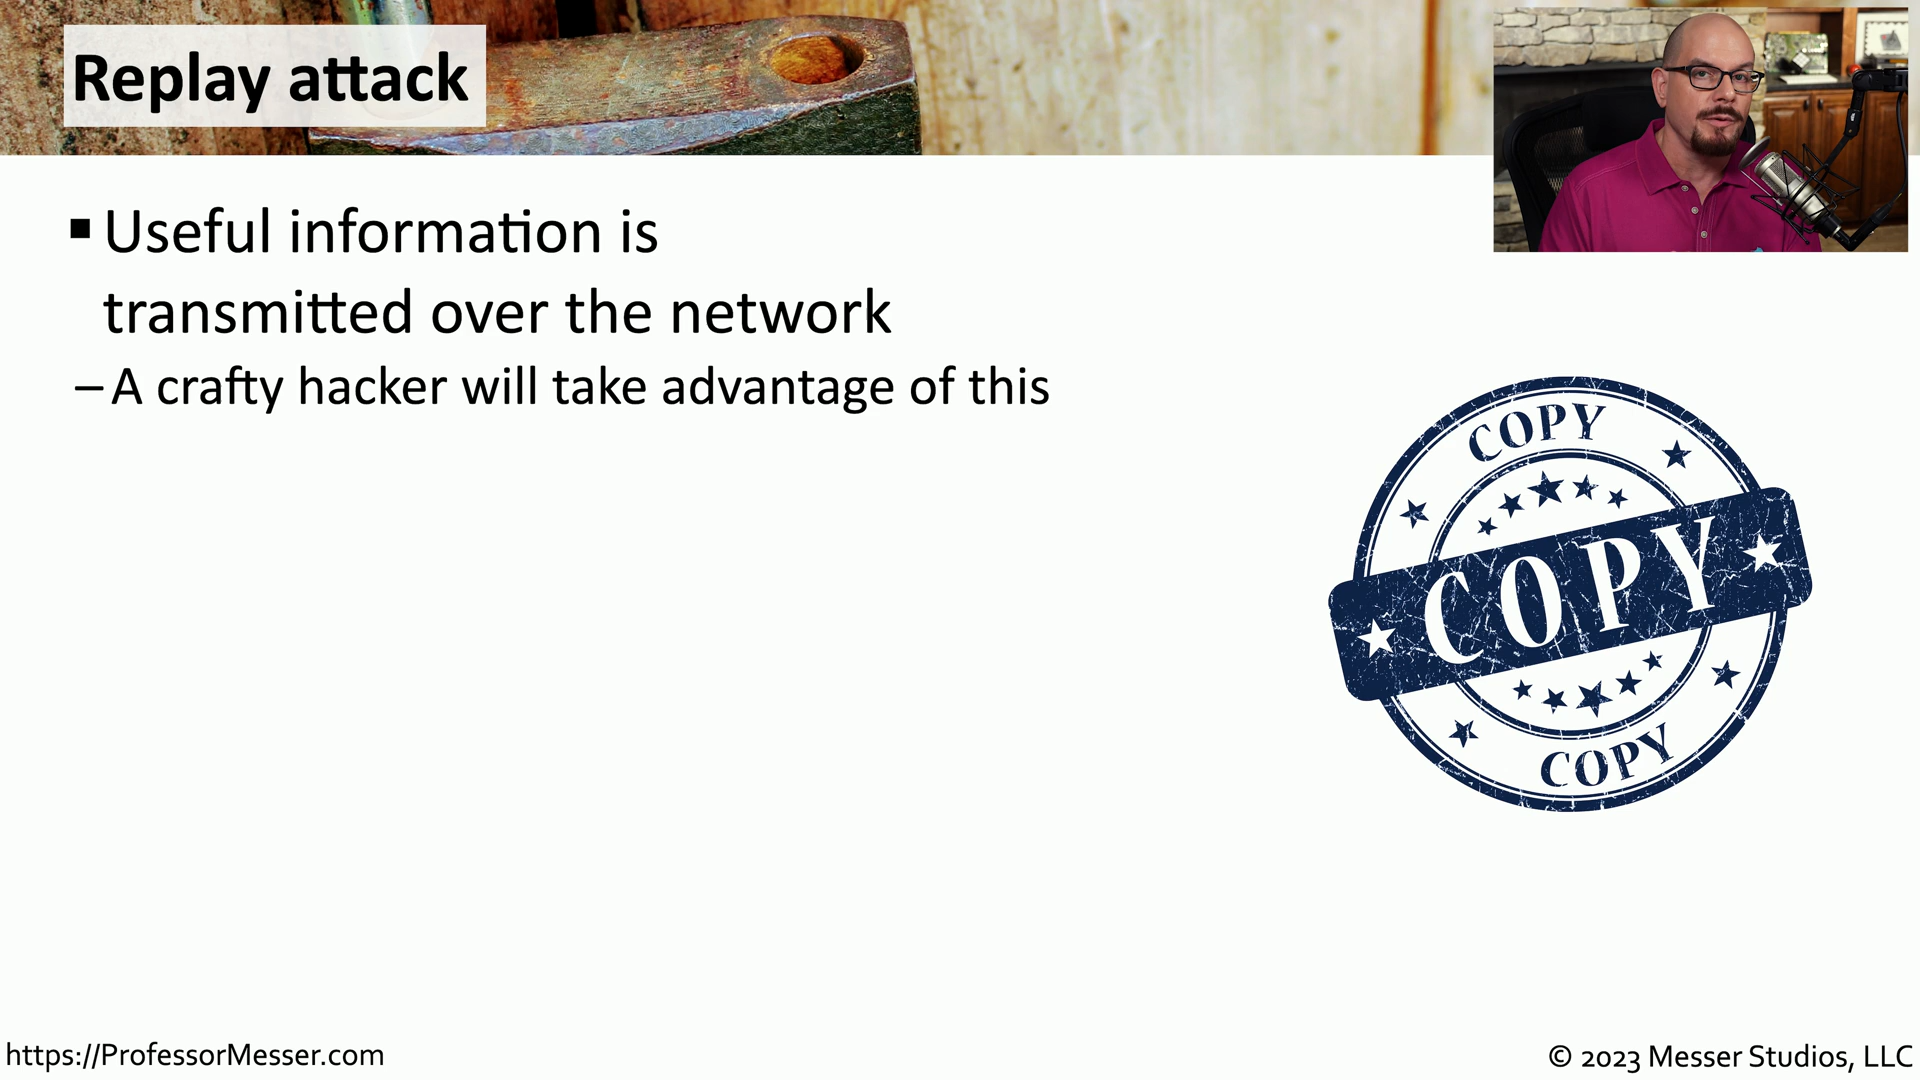 Replay attack
Useful information is
transmitted over the network
– A crafty hacker will take advantage of this
COPY
COPY
COPY
https://ProfessorMesser.com
© 2023 Messer Studios, LLC